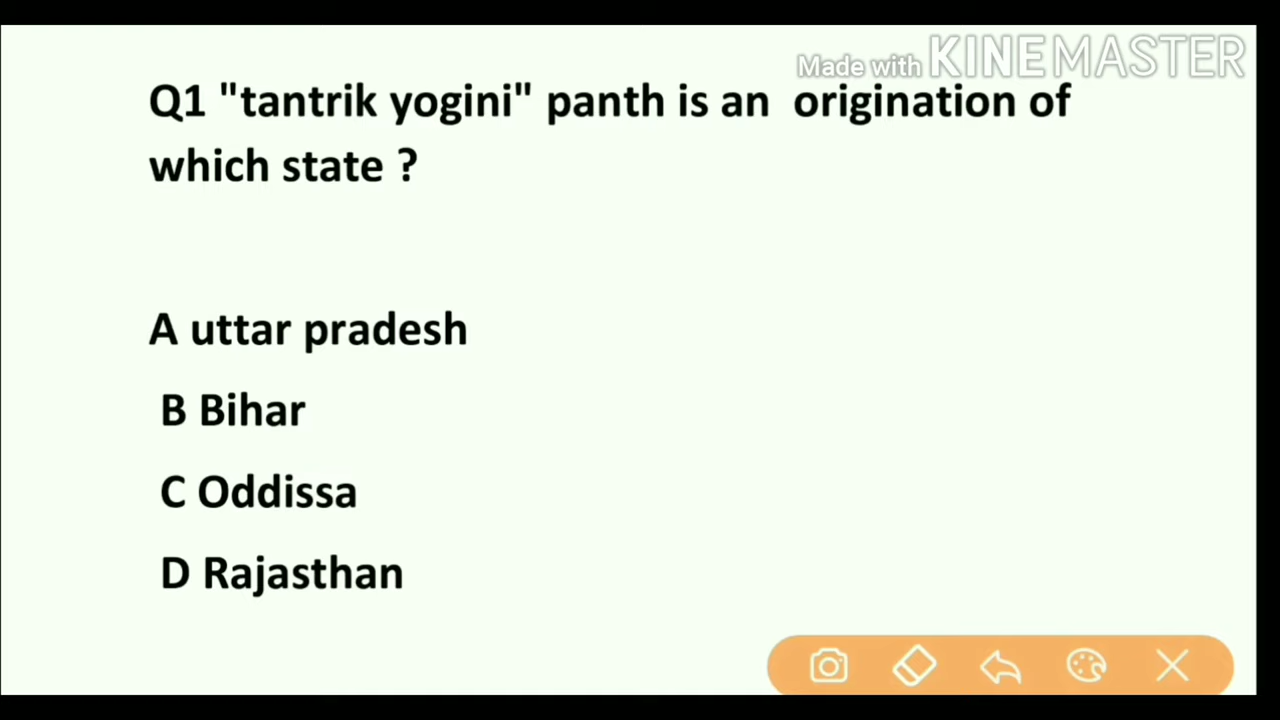 Made with KINEMASTER
Q1 "tantrik yogini" panth is an origination of
which state ?
A uttar pradesh
B Bihar
C Oddissa
D Rajasthan